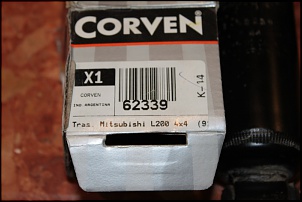 CORVEN
X1
CORVEN
IND. ARGENTINA
62339
K-14
Tras. Mitsubishi L200 4x4 (9